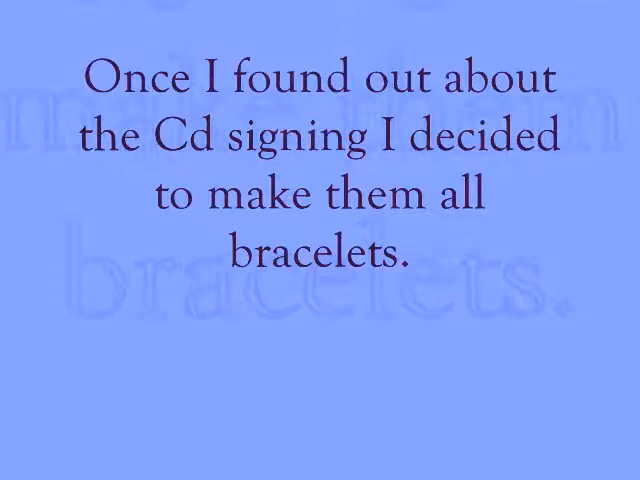 Once I found out about
the Cd signing I decided
to make them all
bracelets.